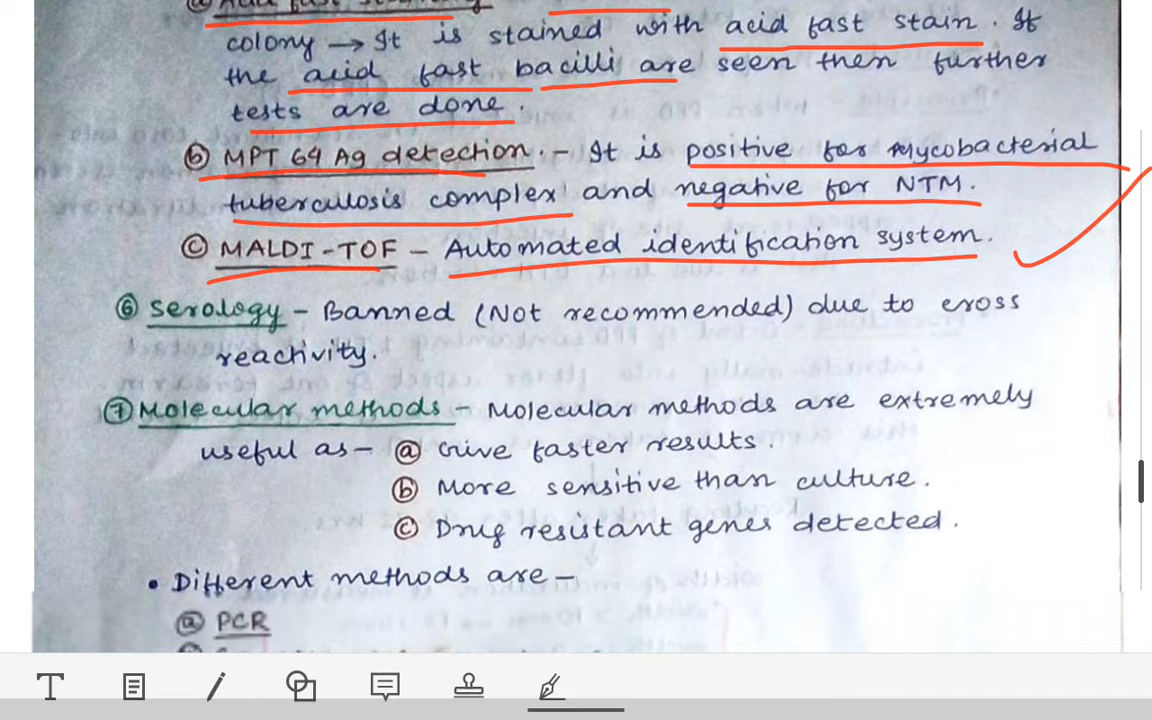 colony → It is stained with acid fast stain. If
the acid fast bacilli are seen then further
tests are done.
ⓑ MPT 64 Ag detection :- It is positive for Mycobacterial
tuberculosis complex and negative for NTM.
ⓒ MALDI-TOF - Automated identification system.
⑥ Serology - Banned (Not recommended) due to cross
reactivity.
⑦ Molecular methods - Molecular methods are extremely
useful as - ⓐ Give faster results.
ⓑ More sensitive than culture.
ⓒ Drug resistant genes detected.
• Different methods are -
ⓐ PCR